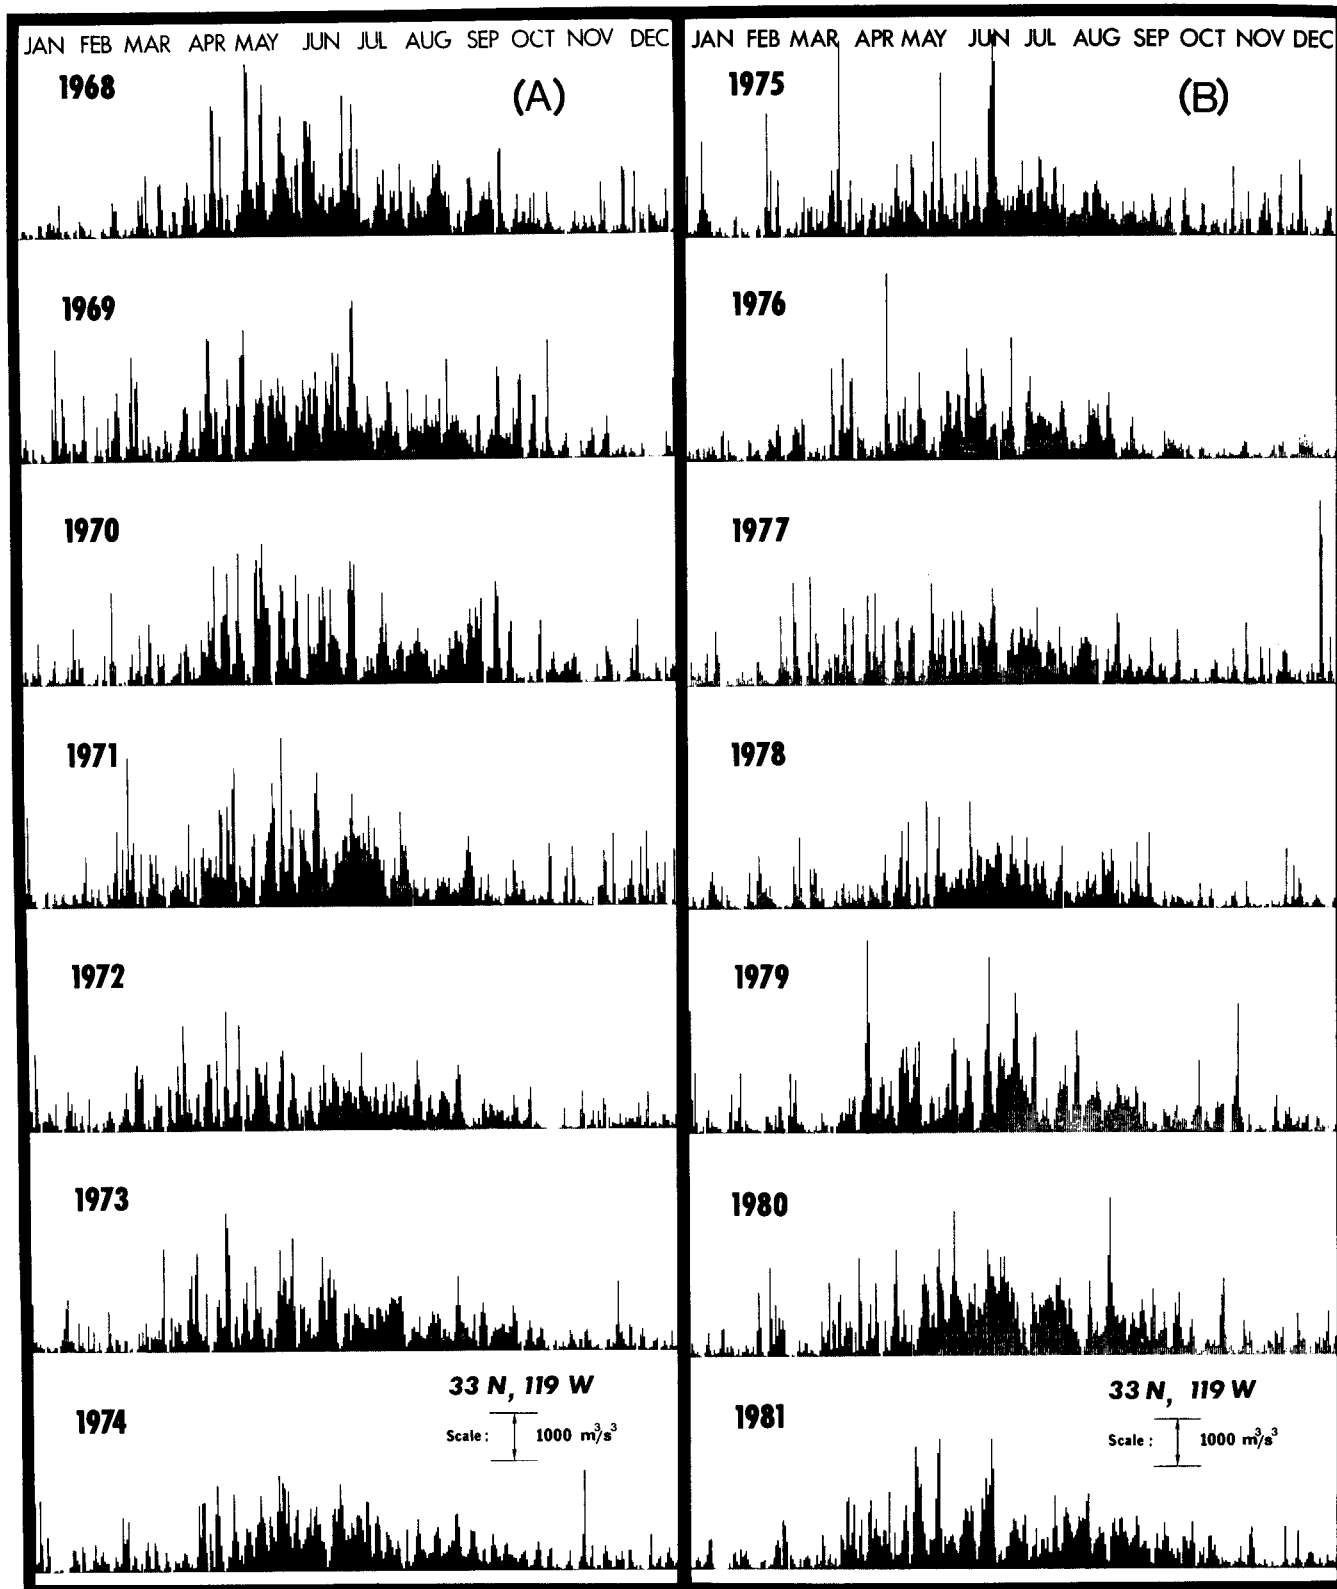 JAN FEB MAR APR MAY JUN JUL AUG SEP OCT NOV DEC
1968 (A)
1969
1970
1971
1972
1973
33 N, 119 W
1974
Scale: 1000 m³/s³
JAN FEB MAR APR MAY JUN JUL AUG SEP OCT NOV DEC
1975 (B)
1976
1977
1978
1979
1980
33 N, 119 W
1981
Scale: 1000 m³/s³